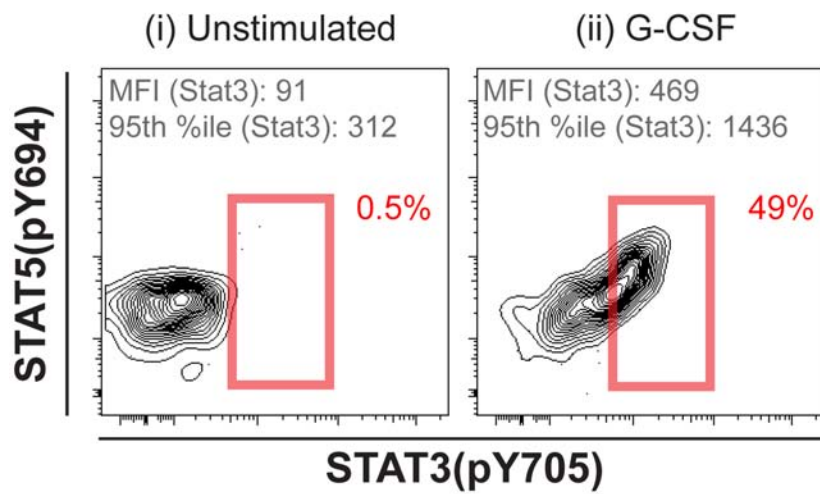 (i) Unstimulated
(ii) G-CSF
MFI (Stat3): 91
95th %ile (Stat3): 312
0.5%
MFI (Stat3): 469
95th %ile (Stat3): 1436
49%
STAT5(pY694)
STAT3(pY705)